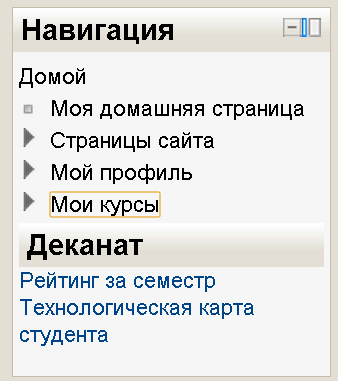 Навигация
Домой
Моя домашняя страница
Страницы сайта
Мой профиль
Мои курсы
Деканат
Рейтинг за семестр
Технологическая карта
студента